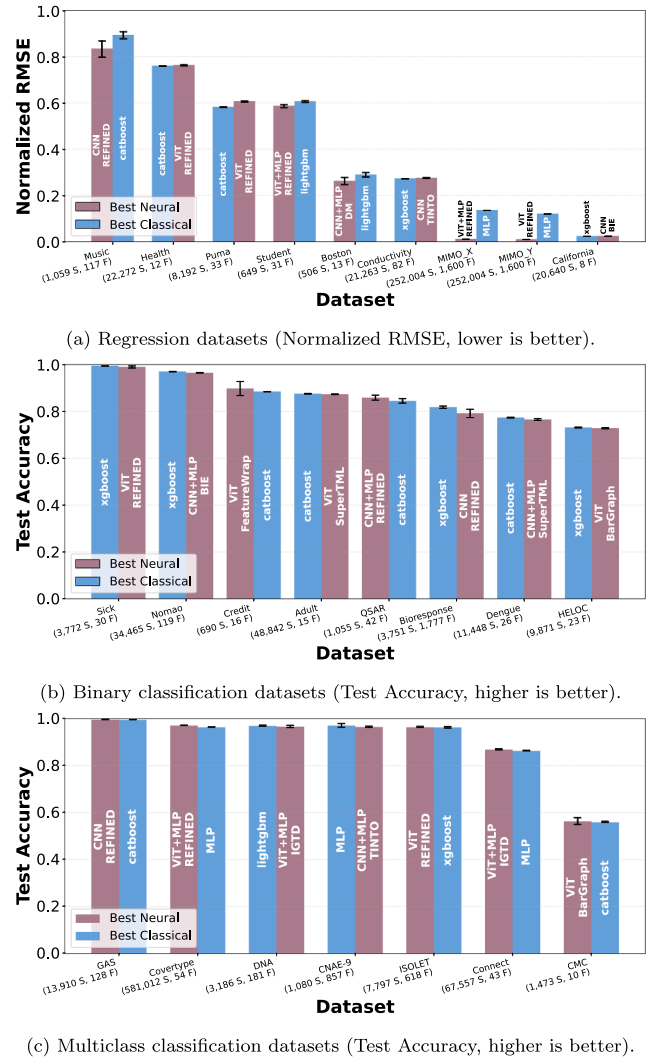 1.0
0.8
0.6
0.4
0.2
0.0
Normalized RMSE
CNN
REFINED
catboost
catboost
ViT
REFINED
catboost
ViT
REFINED
ViT+MLP
REFINED
lightgbm
CNN+MLP
DM
lightgbm
xgboost
CNN
TINTO
ViT+MLP
REFINED
MLP
ViT
REFINED
MLP
xgboost
CNN
BIE
Best Neural
Best Classical
Music
(1,059 S, 117 F)
Health
(22,272 S, 12 F)
Puma
(8,192 S, 33 F)
Student
(649 S, 31 F)
Boston
(506 S, 13 F)
Conductivity
(21,263 S, 82 F)
MIMO_X
(252,004 S, 1,600 F)
MIMO_Y
(252,004 S, 1,600 F)
California
(20,640 S, 8 F)
Dataset
(a) Regression datasets (Normalized RMSE, lower is better).
1.0
0.8
0.6
0.4
0.2
0.0
Test Accuracy
xgboost
ViT
REFINED
xgboost
CNN+MLP
BIE
ViT
FeatureWrap
catboost
catboost
ViT
SuperTML
CNN+MLP
REFINED
catboost
xgboost
CNN
REFINED
catboost
CNN+MLP
SuperTML
xgboost
ViT
BarGraph
Best Neural
Best Classical
Sick
(3,772 S, 30 F)
Nomao
(34,465 S, 119 F)
Credit
(690 S, 16 F)
Adult
(48,842 S, 15 F)
QSAR
(1,055 S, 42 F)
Bioresponse
(3,751 S, 1,777 F)
Dengue
(11,448 S, 26 F)
HELOC
(9,871 S, 23 F)
Dataset
(b) Binary classification datasets (Test Accuracy, higher is better).
1.0
0.8
0.6
0.4
0.2
0.0
Test Accuracy
CNN
REFINED
catboost
ViT+MLP
REFINED
MLP
lightgbm
ViT+MLP
IGTD
MLP
CNN+MLP
TINTO
ViT
REFINED
xgboost
ViT+MLP
IGTD
MLP
ViT
BarGraph
catboost
Best Neural
Best Classical
GAS
(13,910 S, 128 F)
Covertype
(581,012 S, 54 F)
DNA
(3,186 S, 181 F)
CNAE-9
(1,080 S, 857 F)
ISOLET
(7,797 S, 618 F)
Connect
(67,557 S, 43 F)
CMC
(1,473 S, 10 F)
Dataset
(c) Multiclass classification datasets (Test Accuracy, higher is better).